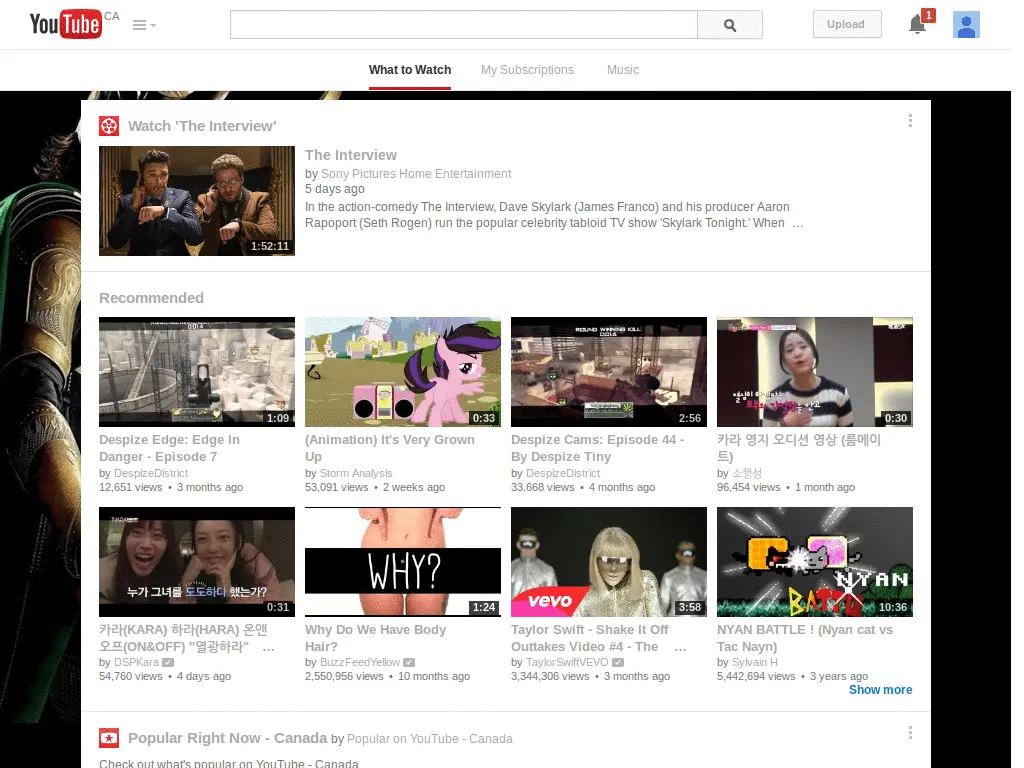 YouTube CA
Upload
1
What to Watch
My Subscriptions
Music
Watch 'The Interview'
1:52:11
The Interview
by Sony Pictures Home Entertainment
5 days ago
In the action-comedy The Interview, Dave Skylark (James Franco) and his producer Aaron
Rapoport (Seth Rogen) run the popular celebrity tabloid TV show 'Skylark Tonight.' When ...
Recommended
1:09
Despize Edge: Edge In
Danger - Episode 7
by DespizeDistrict
12,651 views • 3 months ago
0:33
(Animation) It's Very Grown
Up
by Storm Analysis
53,091 views • 2 weeks ago
ROUND WINNING KILL
2:56
Despize Cams: Episode 44 -
By Despize Tiny
by DespizeDistrict
33,668 views • 4 months ago
0:30
카라 영지 오디션 영상 (룸메이
트)
by 소행성
96,454 views • 1 month ago
누가 그녀를 도도하다 했는가?
0:31
카라(KARA) 하라(HARA) 온앤
오프(ON&OFF) "열광하라" ...
by DSPKara
54,760 views • 4 days ago
WHY?
1:24
Why Do We Have Body
Hair?
by BuzzFeedYellow
2,550,956 views • 10 months ago
vevo
3:58
Taylor Swift - Shake It Off
Outtakes Video #4 - The ...
by TaylorSwiftVEVO
3,344,306 views • 3 months ago
NYAN
BATTLE
10:36
NYAN BATTLE ! (Nyan cat vs
Tac Nayn)
by Sylvain H
5,442,694 views • 3 years ago
Show more
Popular Right Now - Canada by Popular on YouTube - Canada
Check out what's popular on YouTube - Canada